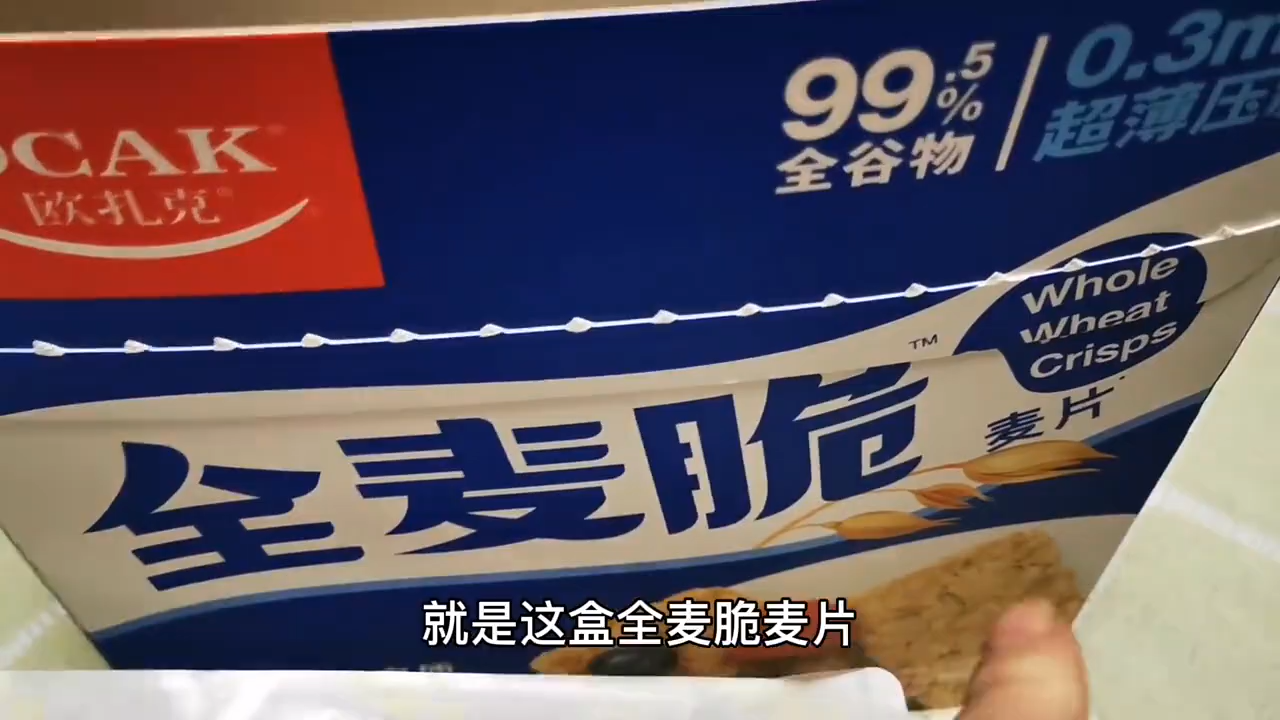 OCAK
欧扎克
99.5%
全谷物
0.3m
超薄压
Whole
Wheat
Crisps
TM
全麦脆
麦片
就是这盒全麦脆麦片